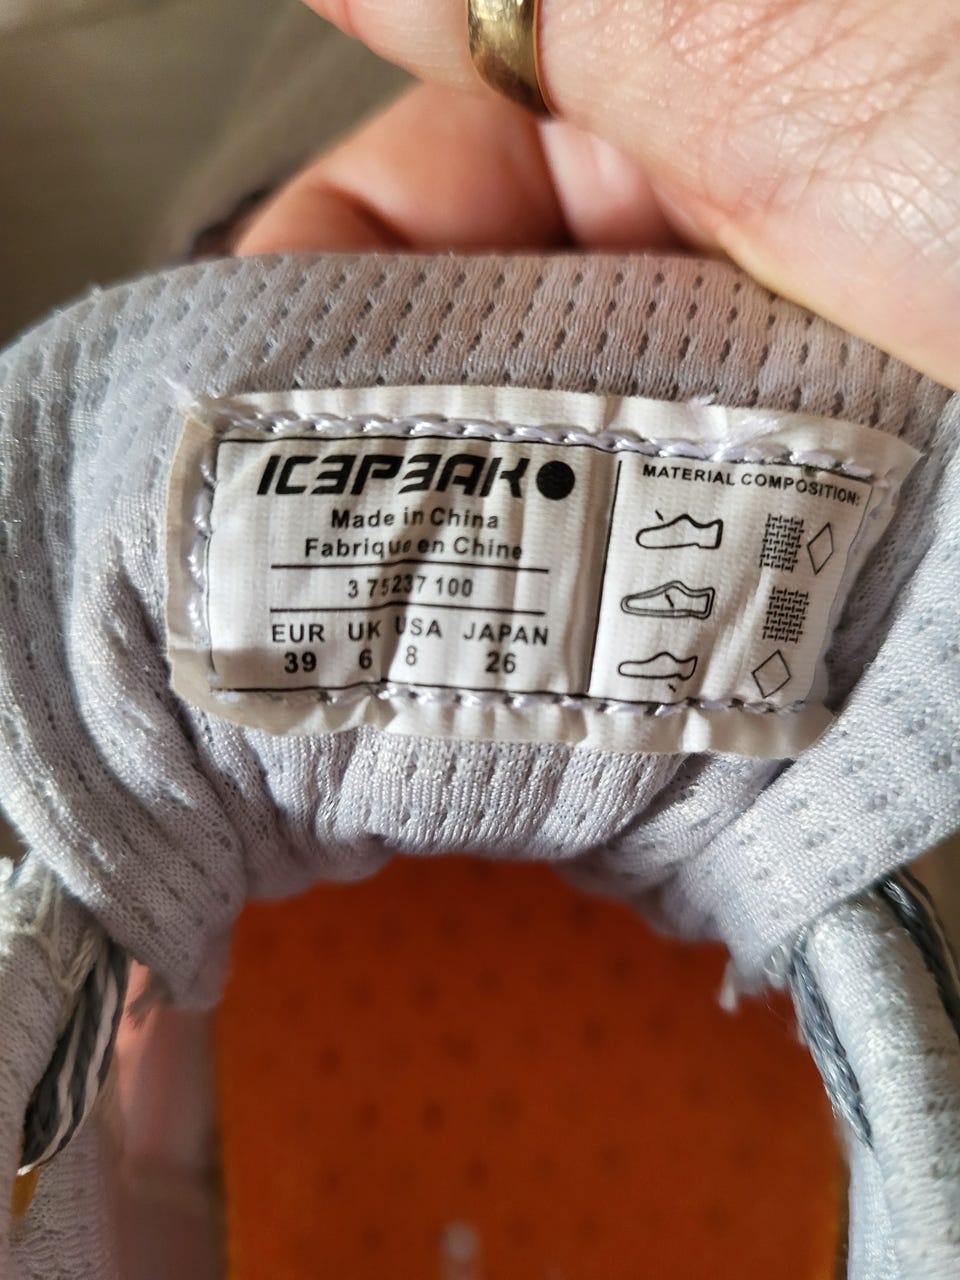 ICEPEAK
Made in China
Fabriqué en Chine
3 75237 100
EUR UK USA JAPAN
39 6 8 26
MATERIAL COMPOSITION: